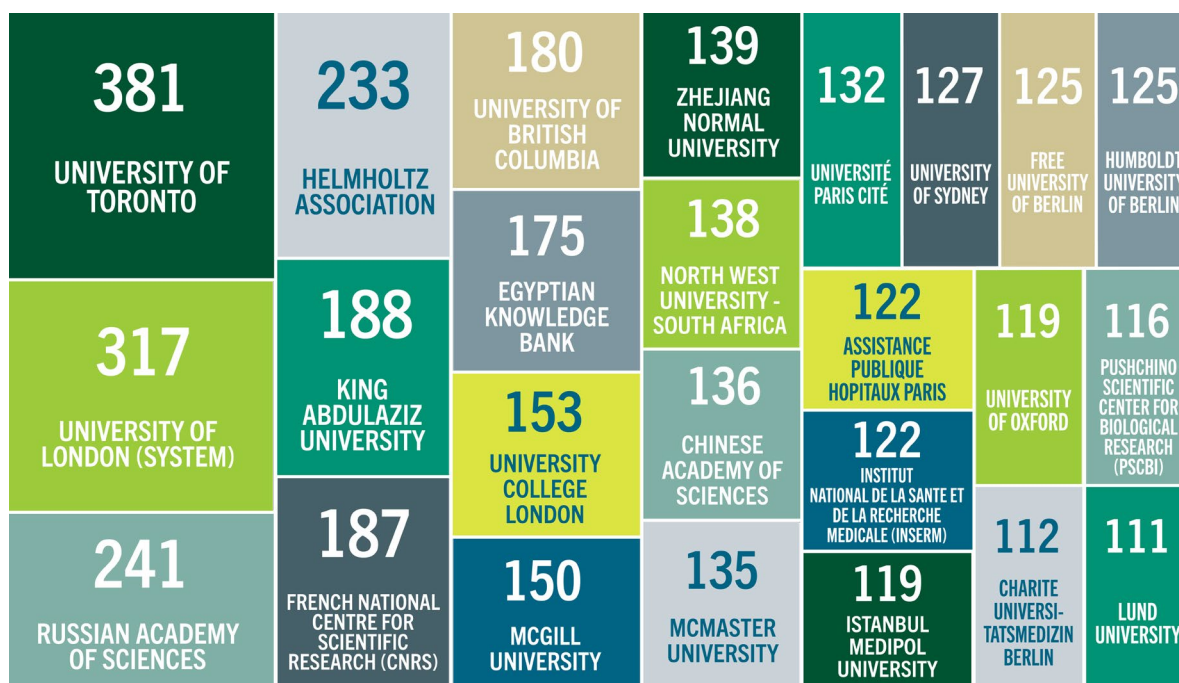 381
UNIVERSITY OF
TORONTO
317
UNIVERSITY OF
LONDON (SYSTEM)
241
RUSSIAN ACADEMY
OF SCIENCES
233
HELMHOLTZ
ASSOCIATION
188
KING
ABDULAZIZ
UNIVERSITY
187
FRENCH NATIONAL
CENTRE FOR
SCIENTIFIC
RESEARCH (CNRS)
180
UNIVERSITY OF
BRITISH
COLUMBIA
175
EGYPTIAN
KNOWLEDGE
BANK
153
UNIVERSITY
COLLEGE
LONDON
150
MCGILL
UNIVERSITY
139
ZHEJIANG
NORMAL
UNIVERSITY
138
NORTH WEST
UNIVERSITY -
SOUTH AFRICA
136
CHINESE
ACADEMY OF
SCIENCES
135
MCMASTER
UNIVERSITY
132
UNIVERSITÉ
PARIS CITÉ
127
UNIVERSITY
OF SYDNEY
125
FREE
UNIVERSITY
OF BERLIN
125
HUMBOLDT
UNIVERSITY
OF BERLIN
122
ASSISTANCE
PUBLIQUE
HOPITAUX PARIS
122
INSTITUT
NATIONAL DE LA SANTE ET
DE LA RECHERCHE
MEDICALE (INSERM)
119
ISTANBUL
MEDIPOL
UNIVERSITY
119
UNIVERSITY
OF OXFORD
116
PUSHCHINO
SCIENTIFIC
CENTER FOR
BIOLOGICAL
RESEARCH
(PSCBI)
112
CHARITE
UNIVERSI-
TATSMEDIZIN
BERLIN
111
LUND
UNIVERSITY